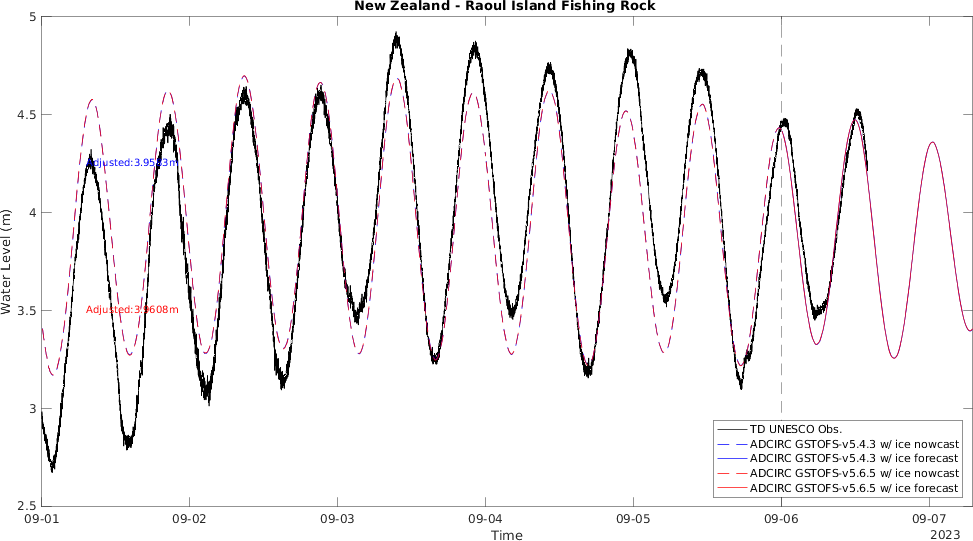 New Zealand - Raoul Island Fishing Rock
Water Level (m)
5
4.5
4
3.5
3
2.5
Adjusted:3.9608m
TD UNESCO Obs.
ADCIRC GSTOFS-v5.4.3 w/ ice nowcast
ADCIRC GSTOFS-v5.4.3 w/ ice forecast
ADCIRC GSTOFS-v5.6.5 w/ ice nowcast
ADCIRC GSTOFS-v5.6.5 w/ ice forecast
09-01 09-02 09-03 09-04 09-05 09-06 09-07
Time
2023